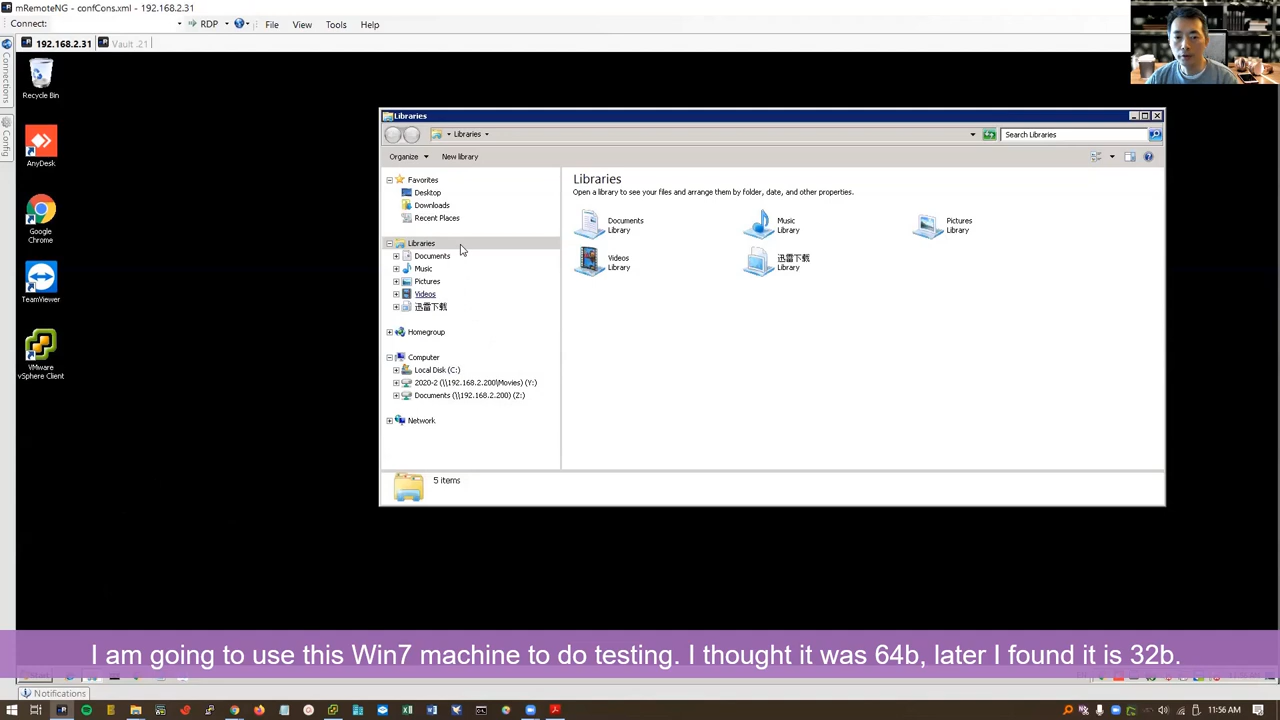 mRemoteNG - confCons.xml - 192.168.2.31
Connect:
RDP
File
View
Tools
Help
192.168.2.31
Vault .21
Connections
Config
Recycle Bin
AnyDesk
Google
Chrome
TeamViewer
VMware
vSphere Client
Libraries
Libraries
Search Libraries
Organize
New library
Favorites
Desktop
Downloads
Recent Places
Libraries
Documents
Music
Pictures
Videos
迅雷下载
Homegroup
Computer
Local Disk (C:)
2020-2 (\\192.168.2.200\Movies) (Y:)
Documents (\\192.168.2.200) (Z:)
Network
Libraries
Open a library to see your files and arrange them by folder, date, and other properties.
Documents
Library
Music
Library
Pictures
Library
Videos
Library
迅雷下载
Library
5 items
I am going to use this Win7 machine to do testing. I thought it was 64b, later I found it is 32b.
Notifications
11:56 AM